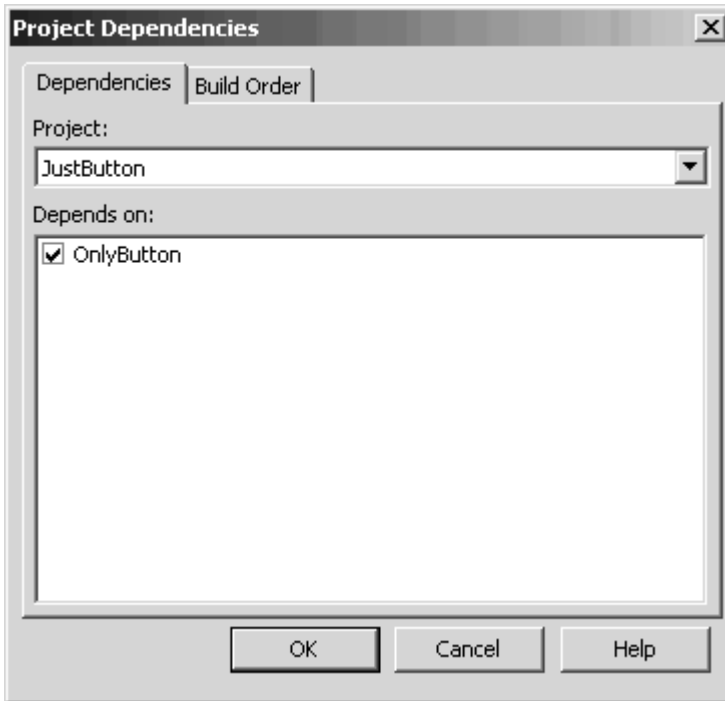 Project Dependencies
Dependencies
Build Order
Project:
JustButton
Depends on:
OnlyButton
OK
Cancel
Help